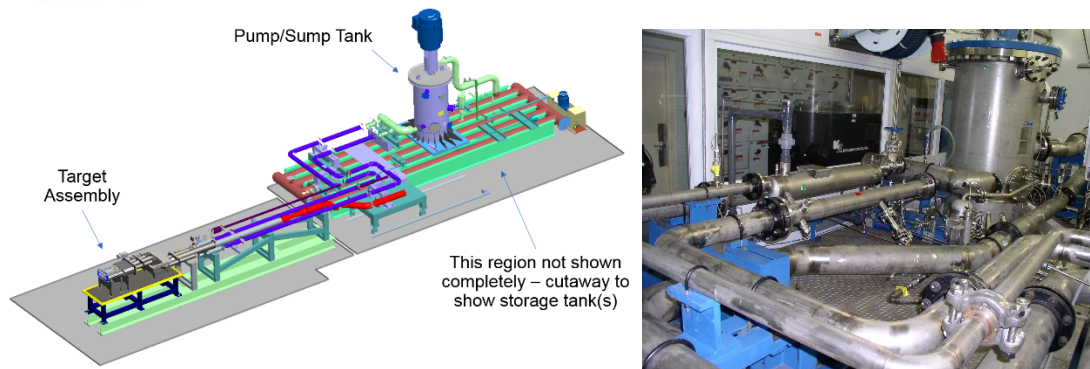 Pump/Sump Tank
Target
Assembly
This region not shown
completely – cutaway to
show storage tank(s)